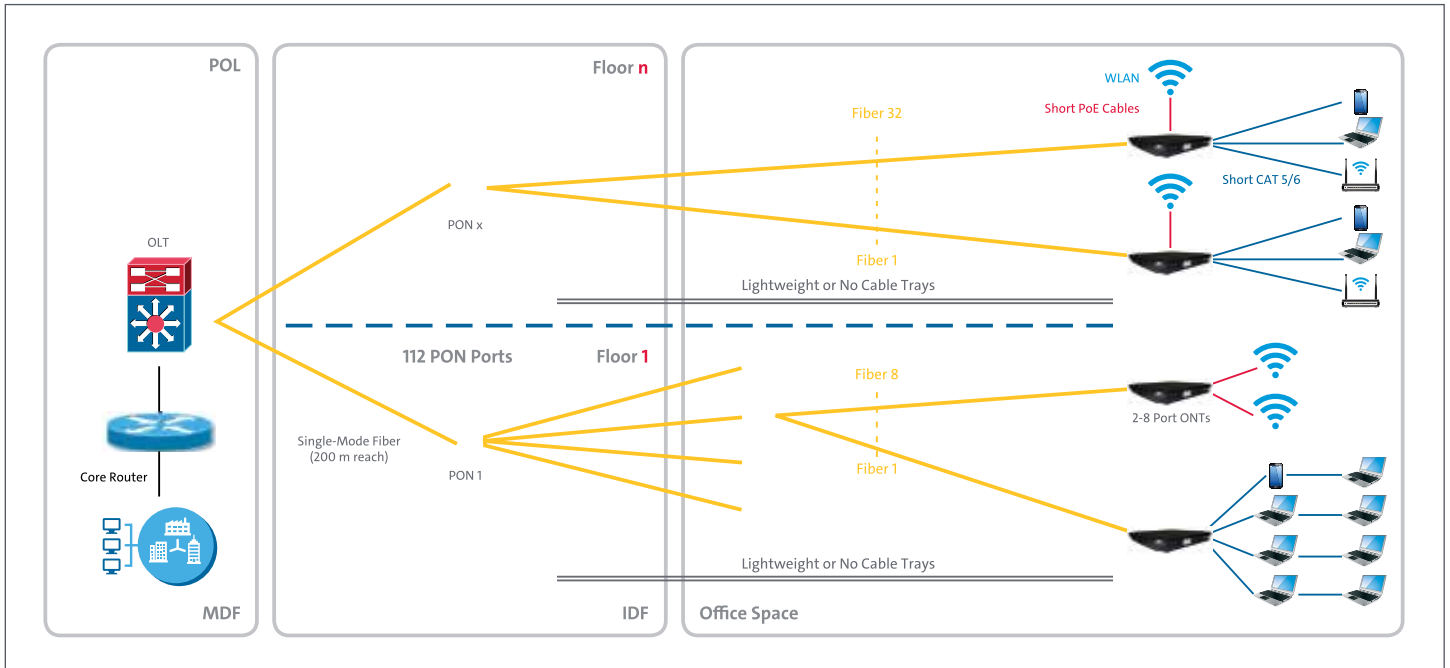 POL
OLT
Core Router
MDF
Floor n
PON x
112 PON Ports
Floor 1
Single-Mode Fiber
(200 m reach)
PON 1
IDF
WLAN
Short PoE Cables
Fiber 32
Short CAT 5/6
Fiber 1
Lightweight or No Cable Trays
Fiber 8
2-8 Port ONTs
Fiber 1
Lightweight or No Cable Trays
Office Space